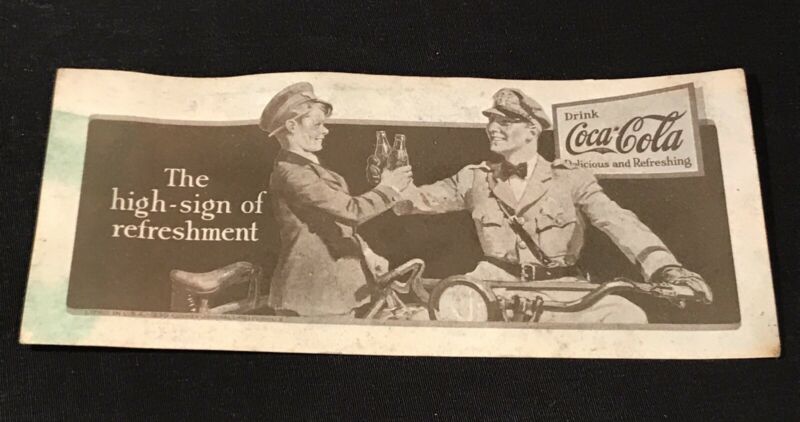 The
high-sign of
refreshment
Drink
Coca-Cola
Delicious and Refreshing